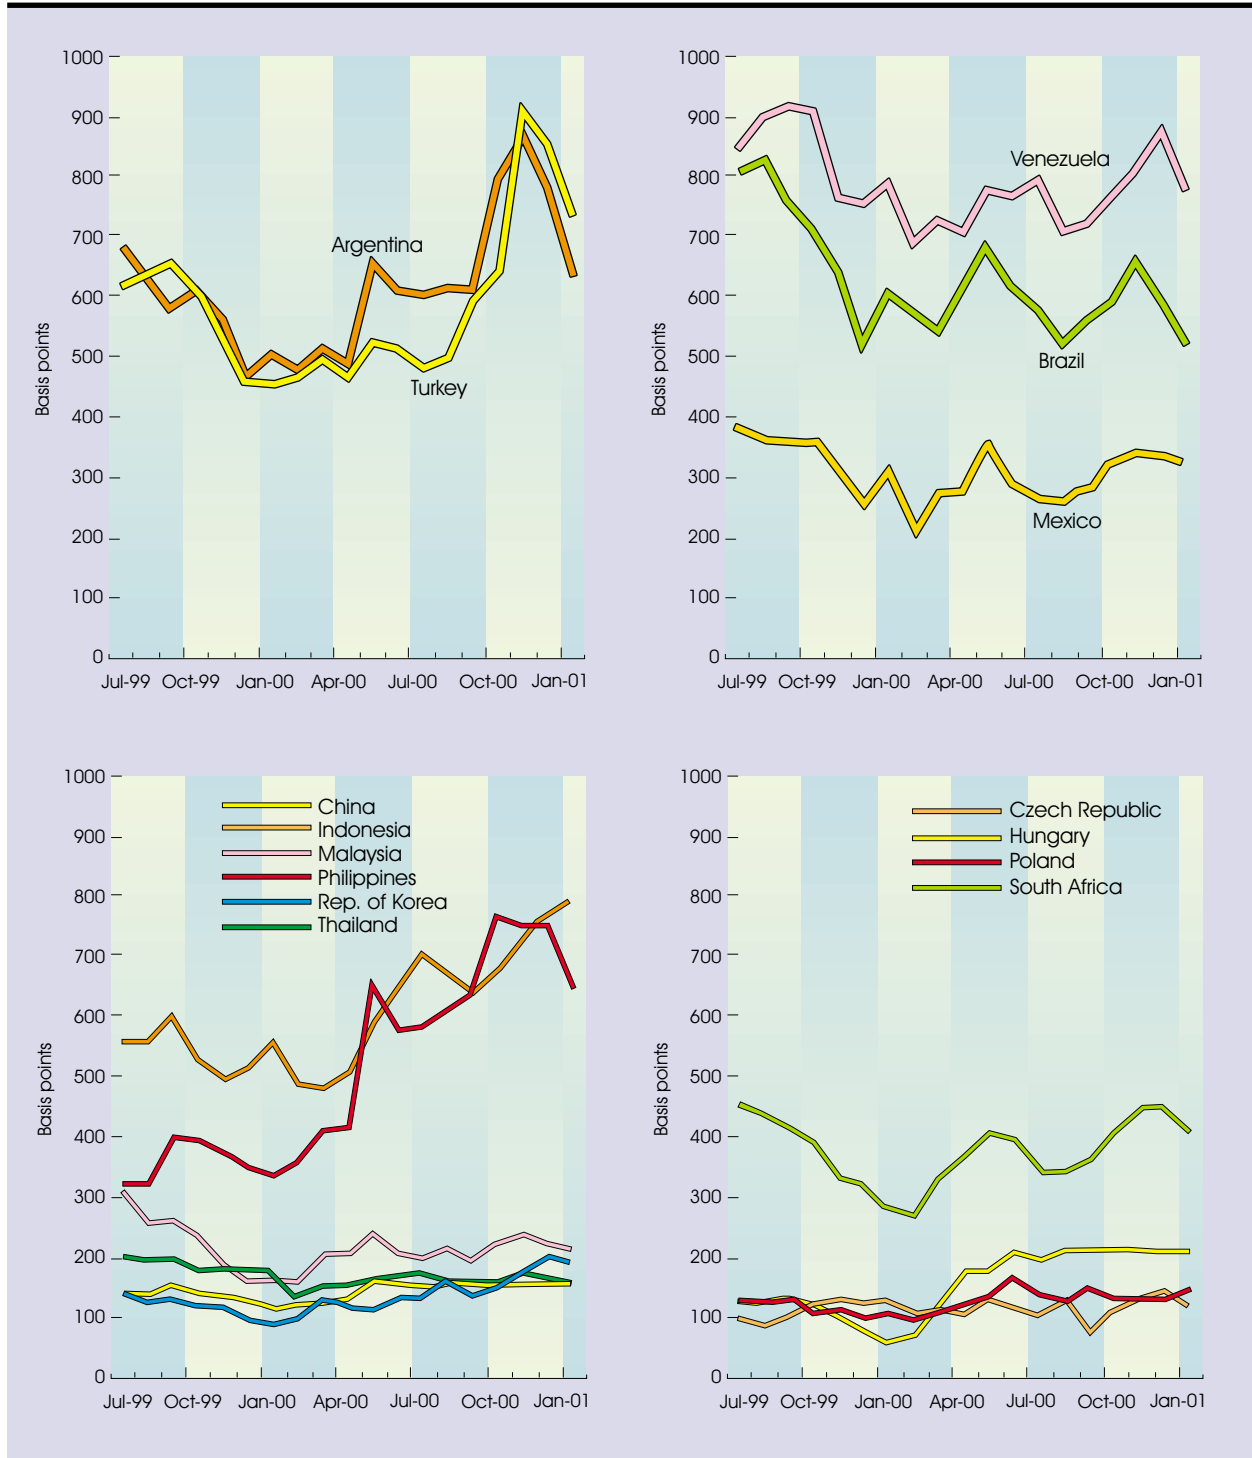 1000
900
800
700
600
500
400
300
200
100
0
Basis points
Argentina
Turkey
Jul-99 Oct-99 Jan-00 Apr-00 Jul-00 Oct-00 Jan-01
1000
900
800
700
600
500
400
300
200
100
0
Basis points
Venezuela
Brazil
Mexico
Jul-99 Oct-99 Jan-00 Apr-00 Jul-00 Oct-00 Jan-01
1000
900
800
700
600
500
400
300
200
100
0
Basis points
China
Indonesia
Malaysia
Philippines
Rep. of Korea
Thailand
Jul-99 Oct-99 Jan-00 Apr-00 Jul-00 Oct-00 Jan-01
1000
900
800
700
600
500
400
300
200
100
0
Basis points
Czech Republic
Hungary
Poland
South Africa
Jul-99 Oct-99 Jan-00 Apr-00 Jul-00 Oct-00 Jan-01